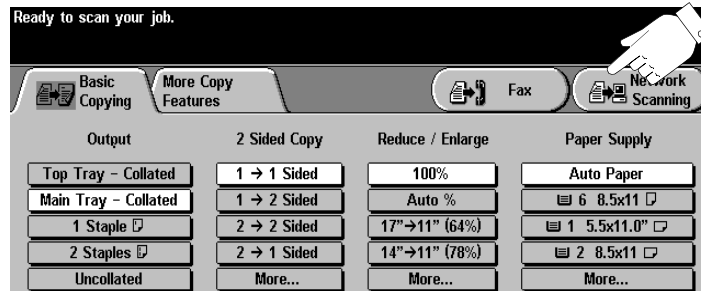 Ready to scan your job.
Basic Copying
More Copy Features
Fax
Network Scanning
Output
2 Sided Copy
Reduce / Enlarge
Paper Supply
Top Tray - Collated
1 → 1 Sided
100%
Auto Paper
Main Tray - Collated
1 → 2 Sided
Auto %
6 8.5x11
1 Staple
2 → 2 Sided
17"→11" (64%)
1 5.5x11.0"
2 Staples
2 → 1 Sided
14"→11" (78%)
2 8.5x11
Uncollated
More...
More...
More...